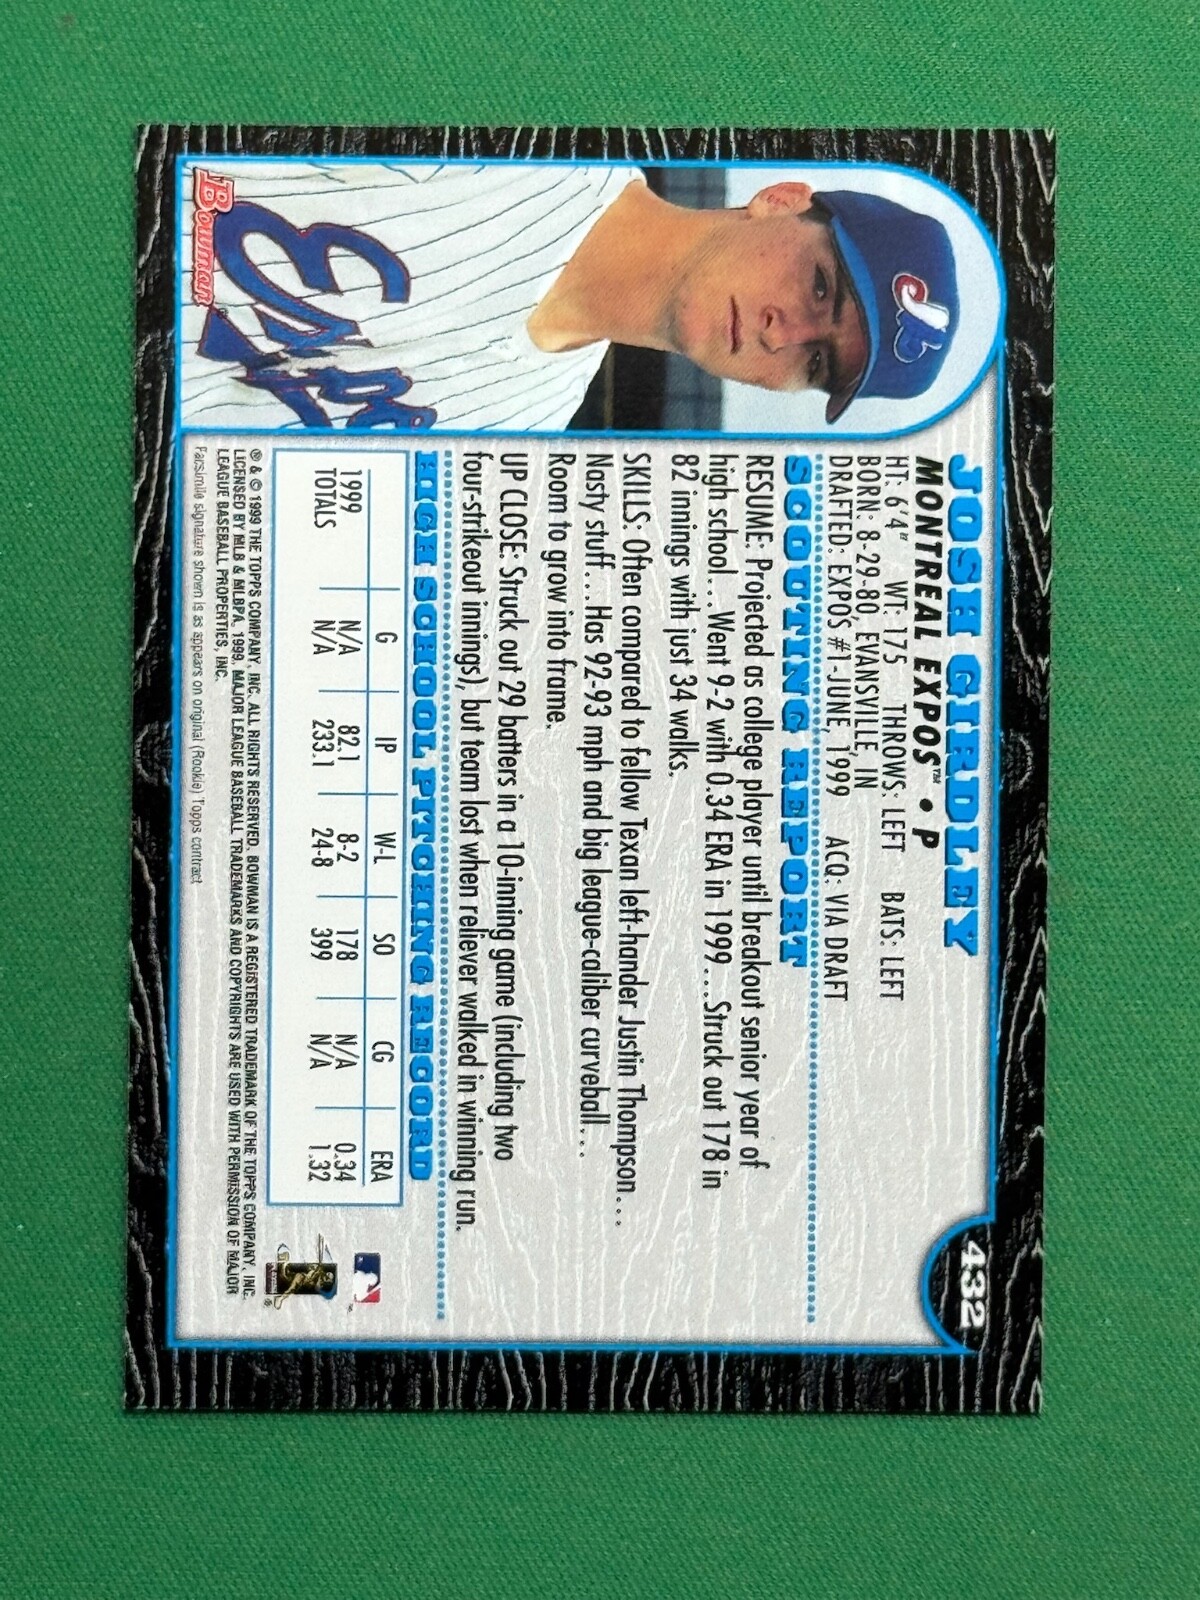 432
JOSH GIRDLEY
MONTREAL EXPOS™ • P
HT: 6'4" WT: 175 THROWS: LEFT BATS: LEFT
BORN: 8-29-80, EVANSVILLE, IN
DRAFTED: EXPOS #1-JUNE, 1999 ACQ: VIA DRAFT
SCOUTING REPORT
RESUME: Projected as college player until breakout senior year of
high school...Went 9-2 with 0.34 ERA in 1999...Struck out 178 in
82 innings with just 34 walks.
SKILLS: Often compared to fellow Texan left-hander Justin Thompson...
Nasty stuff...Has 92-93 mph and big league-caliber curveball...
Room to grow into frame.
UP CLOSE: Struck out 29 batters in a 10-inning game (including two
four-strikeout innings), but team lost when reliever walked in winning run.
HIGH SCHOOL PITCHING RECORD
G IP W-L SO CG ERA
1999 N/A 82.1 8-2 178 N/A 0.34
TOTALS N/A 233.1 24-8 399 N/A 1.32
® & © 1999 THE TOPPS COMPANY, INC. ALL RIGHTS RESERVED. BOWMAN IS A REGISTERED TRADEMARK OF THE TOPPS COMPANY, INC.
LICENSED BY MLB & MLBPA, 1999. MAJOR LEAGUE BASEBALL TRADEMARKS AND COPYRIGHTS ARE USED WITH PERMISSION OF MAJOR
LEAGUE BASEBALL PROPERTIES, INC.
Facsimile signature shown is as appears on original (Rookie) Topps contract
Expos
Bowman